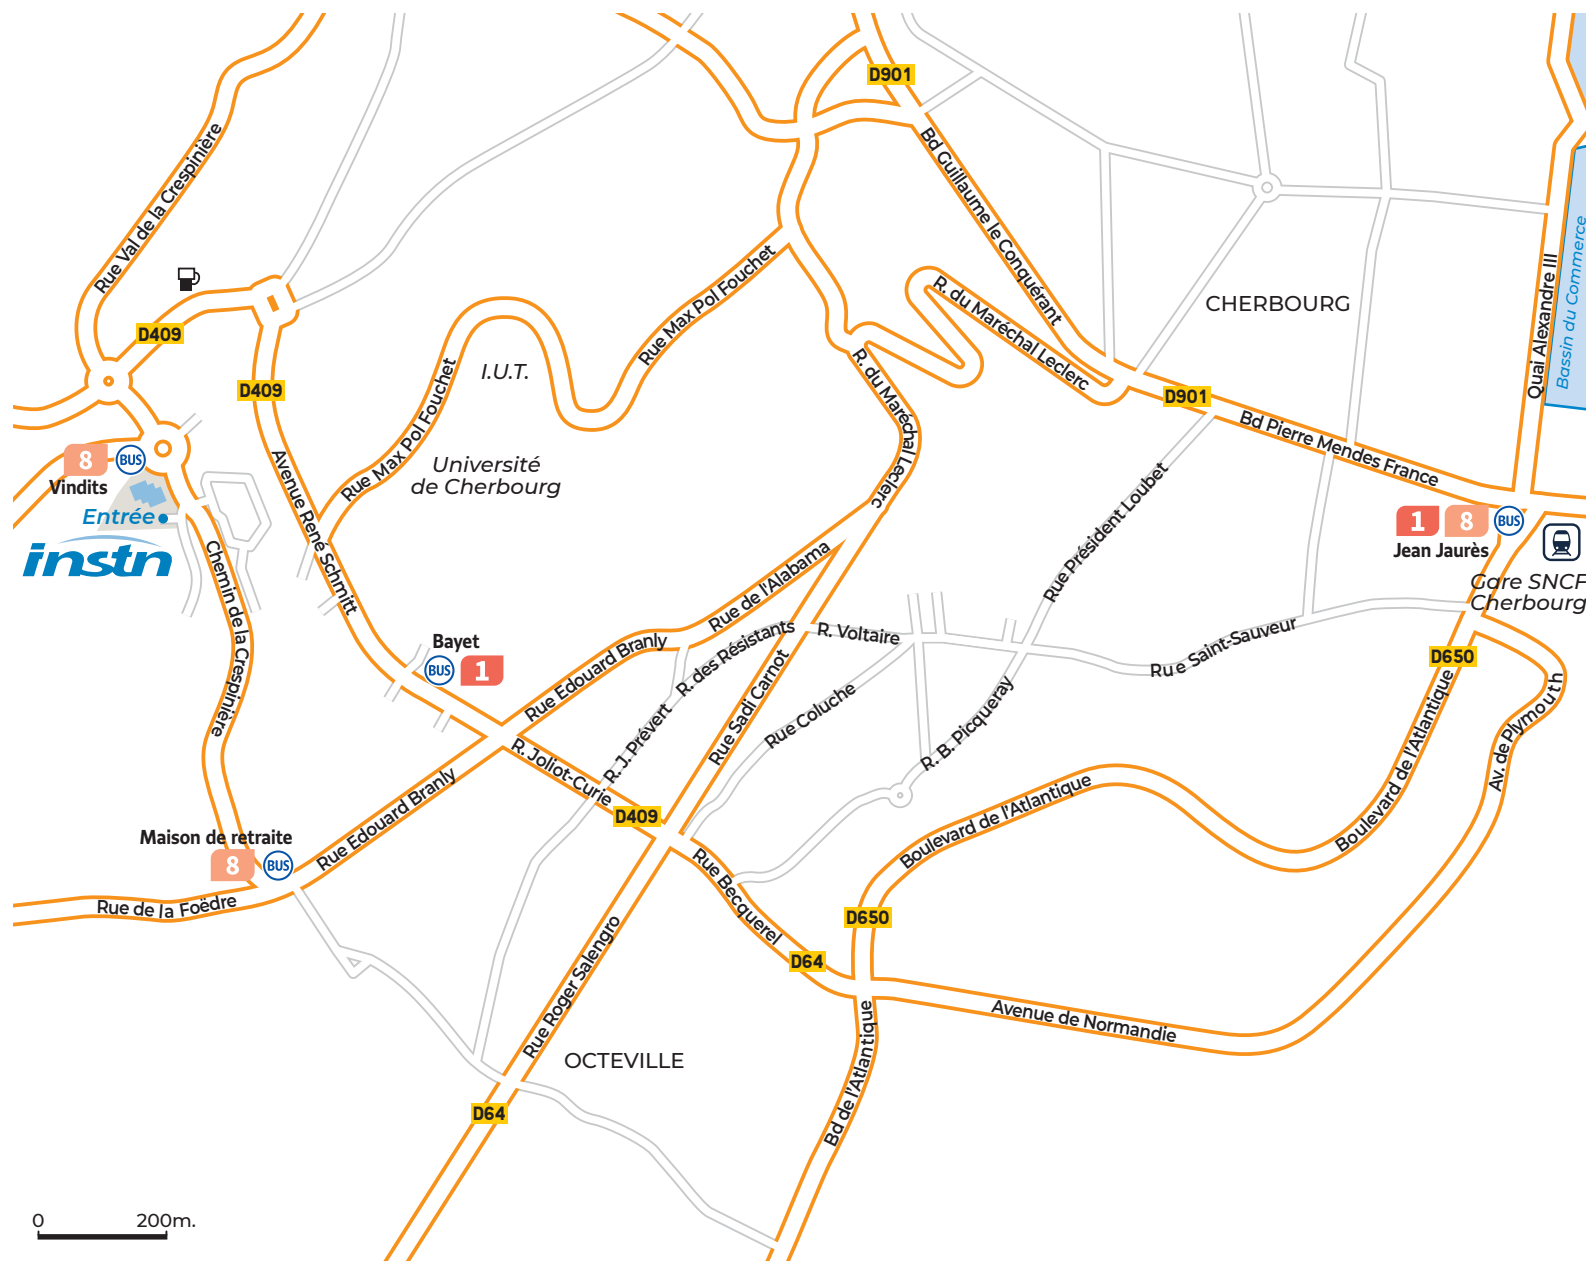 D901
Rue Val de la Crespinière
Bd Guillaume le Conquérant
Rue Max Pol Fouchet
R. du Maréchal Leclerc
CHERBOURG
Quai Alexandre III
Bassin du Commerce
D409
D409
I.U.T.
Rue Max Pol Fouchet
R. du Maréchal Leclerc
D901
Bd Pierre Mendes France
8
BUS
Vindits
Entrée
instn
Avenue René Schmitt
Université
de Cherbourg
Rue Président Loubet
1
8
BUS
Jean Jaurès
Gare SNCF
Cherbourg
Chemin de la Crespinière
Rue de l'Alabama
Bayet
BUS
1
Rue Edouard Branly
R. des Résistants
R. Voltaire
Rue Saint-Sauveur
D650
R. J. Prévert
Rue Sadi Carnot
Rue Coluche
R. B. Picqueray
Boulevard de l'Atlantique
Av. de Plymouth
R. Joliot-Curie
D409
Rue Edouard Branly
Boulevard de l'Atlantique
Maison de retraite
8
BUS
Rue de la Foëdre
Rue Becquerel
D650
D64
Rue Roger Salengro
Avenue de Normandie
OCTEVILLE
Bd de l'Atlantique
D64
0
200m.